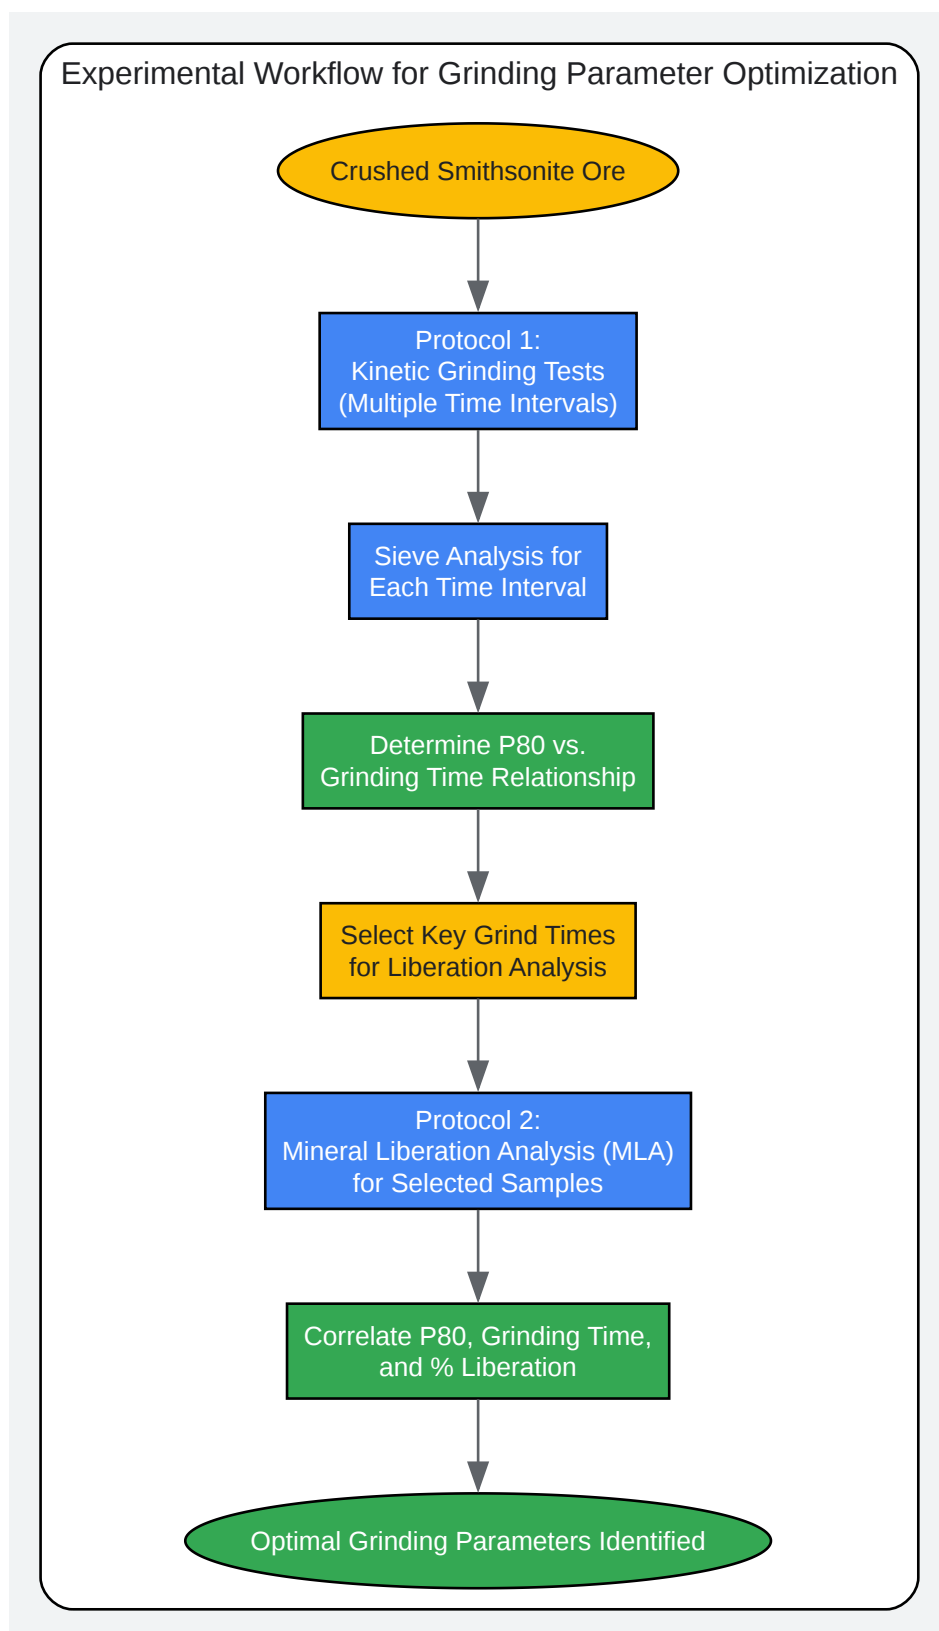 Experimental Workflow for Grinding Parameter Optimization
Crushed Smithsonite Ore
Protocol 1:
Kinetic Grinding Tests
(Multiple Time Intervals)
Sieve Analysis for
Each Time Interval
Determine P80 vs.
Grinding Time Relationship
Select Key Grind Times
for Liberation Analysis
Protocol 2:
Mineral Liberation Analysis (MLA)
for Selected Samples
Correlate P80, Grinding Time,
and % Liberation
Optimal Grinding Parameters Identified